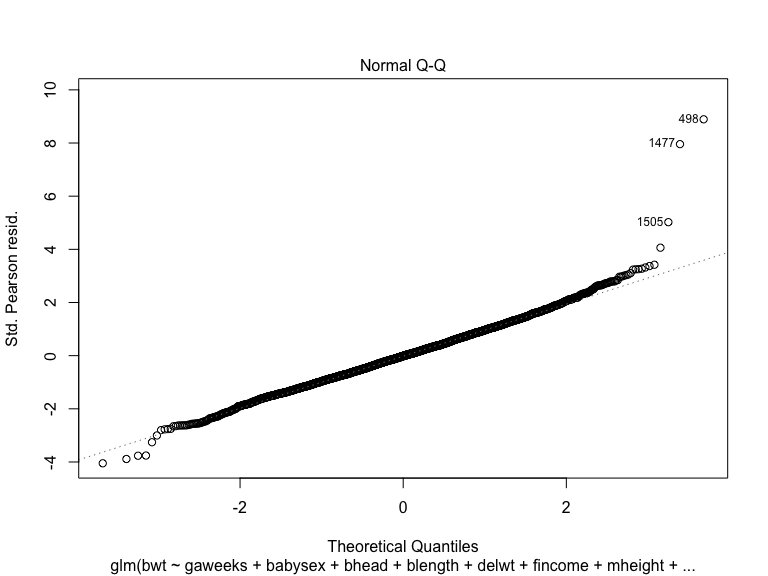 Normal Q-Q
10
8
6
4
2
0
-2
-4
Std. Pearson resid.
498
1477
1505
-2 0 2
Theoretical Quantiles
glm(bwt ~ gaweeks + babysex + bhead + blength + delwt + fincome + mheight + ...